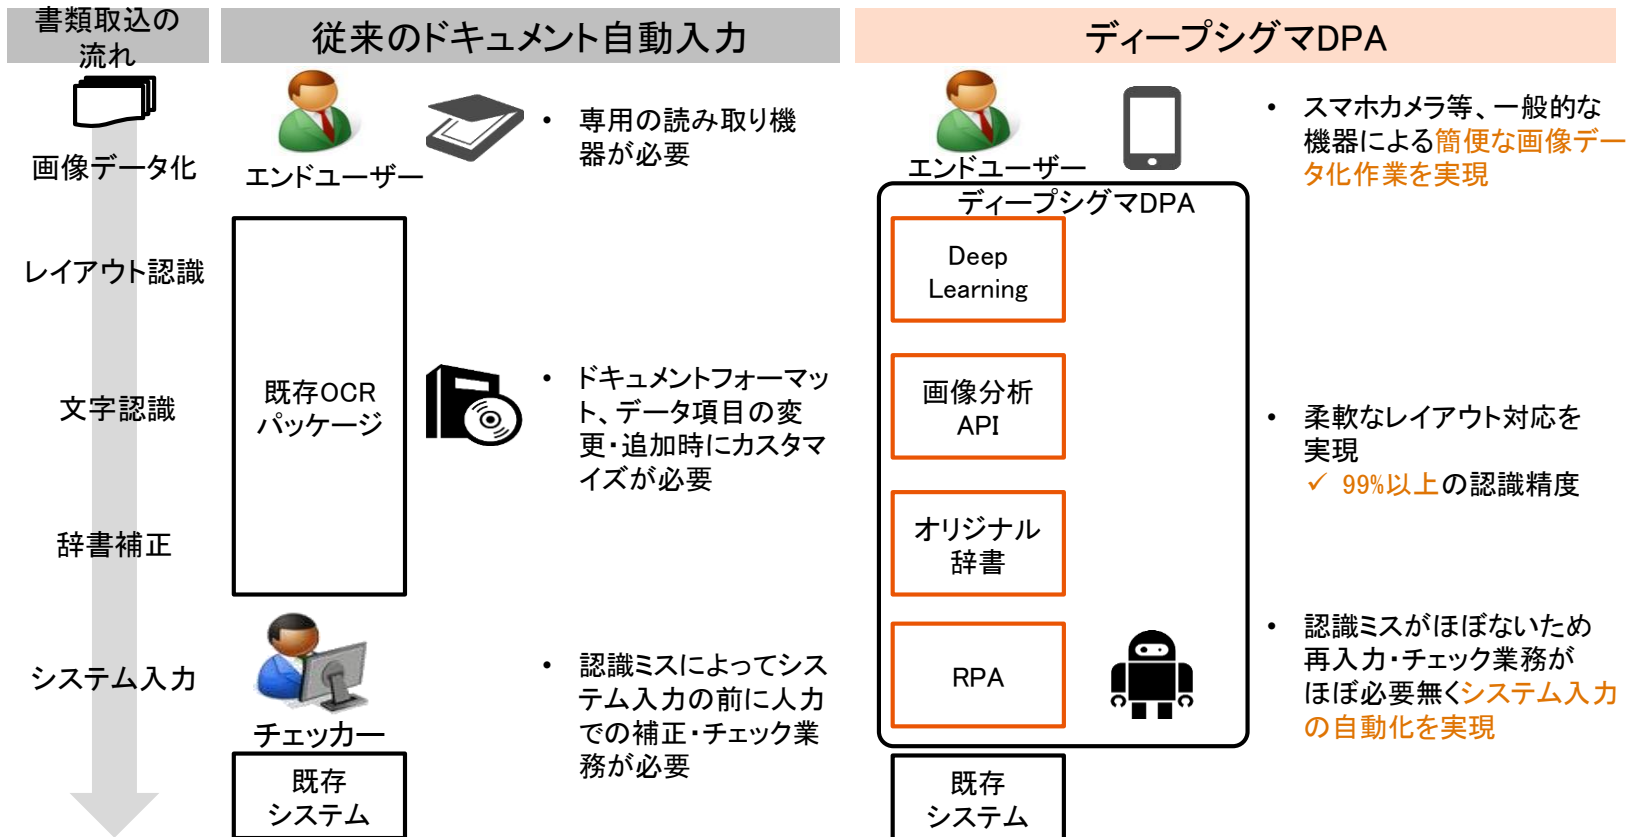 書類取込の
流れ
従来のドキュメント自動入力
ディープシグマDPA
画像データ化
レイアウト認識
文字認識
辞書補正
システム入力
エンドユーザー
• 専用の読み取り機
器が必要
既存OCR
パッケージ
• ドキュメントフォーマッ
ト、データ項目の変
更・追加時にカスタマ
イズが必要
チェッカー
• 認識ミスによってシス
テム入力の前に人力
での補正・チェック業
務が必要
既存
システム
エンドユーザー
• スマホカメラ等、一般的な
機器による簡便な画像デー
タ化作業を実現
ディープシグマDPA
Deep
Learning
画像分析
API
• 柔軟なレイアウト対応を
実現
✓ 99%以上の認識精度
オリジナル
辞書
RPA
• 認識ミスがほぼないため
再入力・チェック業務が
ほぼ必要無くシステム入力
の自動化を実現
既存
システム